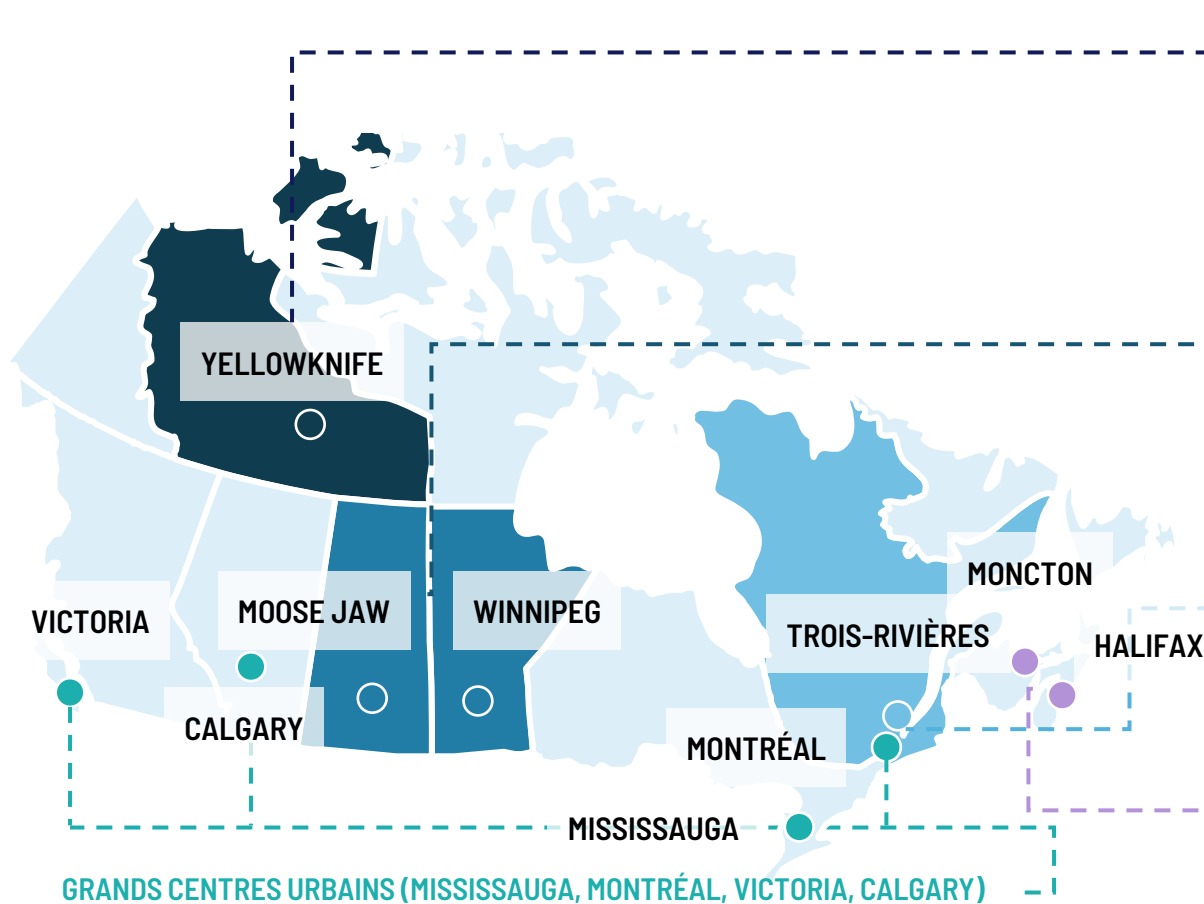 YELLOWKNIFE
MONCTON
VICTORIA
MOOSE JAW
WINNIPEG
TROIS-RIVIÈRES
HALIFAX
CALGARY
MONTRÉAL
MISSISSAUGA
GRANDS CENTRES URBAINS (MISSISSAUGA, MONTRÉAL, VICTORIA, CALGARY)